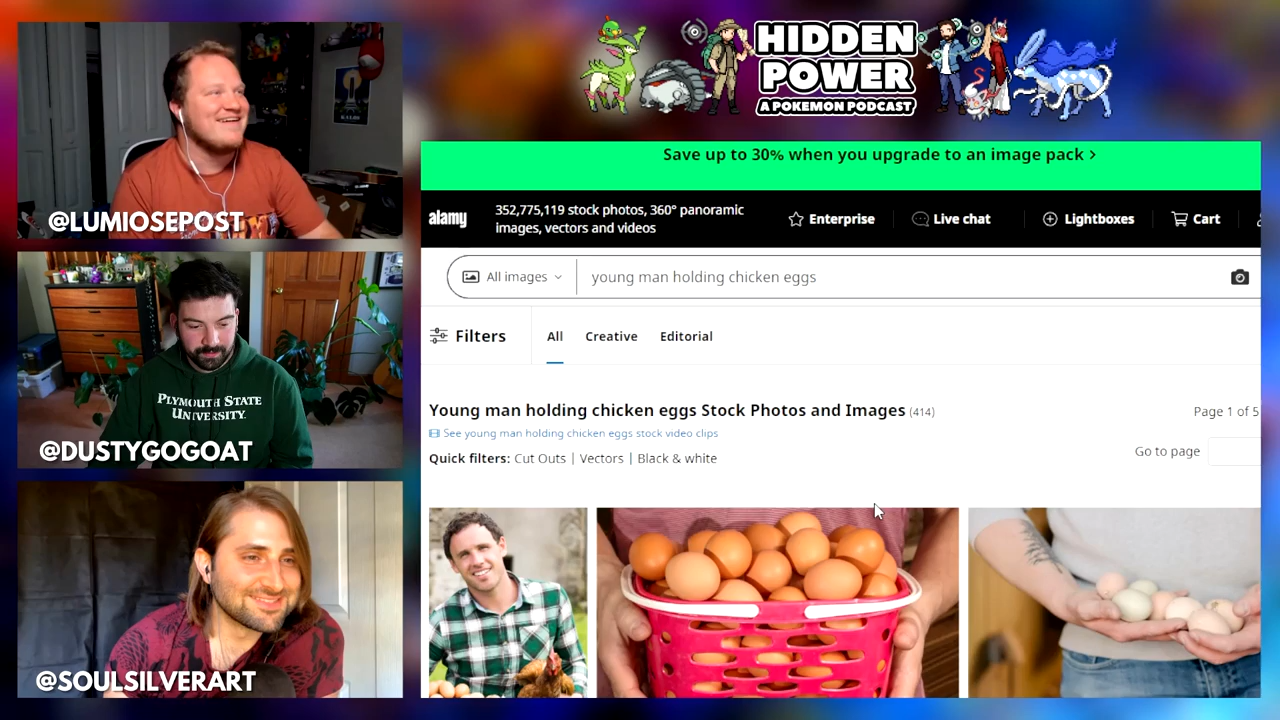 HIDDEN
POWER
A POKEMON PODCAST
@LUMIOSEPOST
@DUSTYGOGOAT
PLYMOUTH STATE
UNIVERSITY.
@SOULSILVERART
Save up to 30% when you upgrade to an image pack >
alamy
352,775,119 stock photos, 360° panoramic
images, vectors and videos
Enterprise
Live chat
Lightboxes
Cart
All images
young man holding chicken eggs
Filters
All
Creative
Editorial
Young man holding chicken eggs Stock Photos and Images (414)
Page 1 of 5
See young man holding chicken eggs stock video clips
Go to page
Quick filters: Cut Outs | Vectors | Black & white